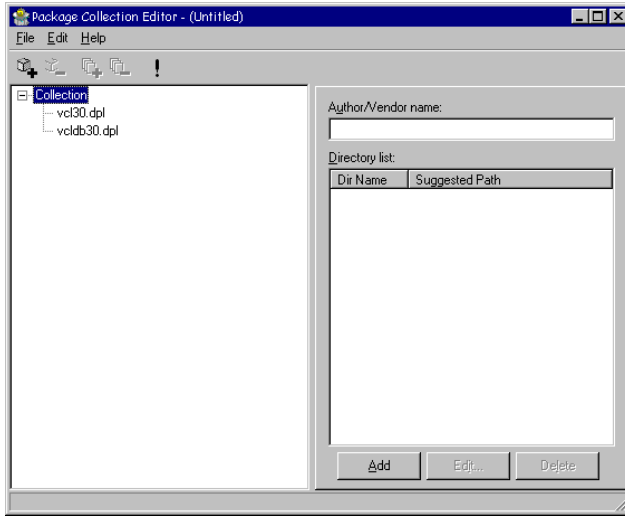 Package Collection Editor - (Untitled)
File Edit Help
Collection
vcl30.dpl
vcldb30.dpl
Author/Vendor name:
Directory list:
Dir Name Suggested Path
Add Edit... Delete